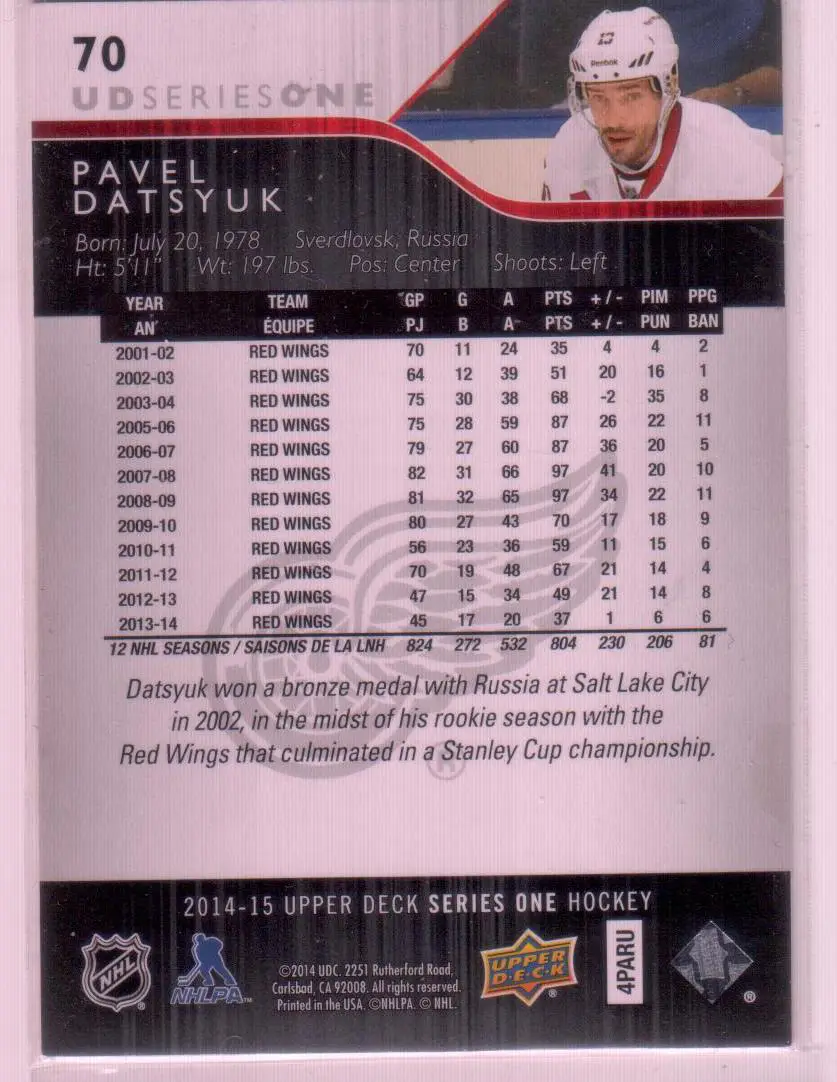 70
UD SERIES ONE
13
Reebok
PAVEL
DATSYUK
Born: July 20, 1978 Sverdlovsk, Russia
Ht: 5'11" Wt: 197 lbs. Pos: Center Shoots: Left
YEAR TEAM GP G A PTS +/- PIM PPG
AN ÉQUIPE PJ B A PTS +/- PUN BAN
2001-02 RED WINGS 70 11 24 35 4 4 2
2002-03 RED WINGS 64 12 39 51 20 16 1
2003-04 RED WINGS 75 30 38 68 -2 35 8
2005-06 RED WINGS 75 28 59 87 26 22 11
2006-07 RED WINGS 79 27 60 87 36 20 5
2007-08 RED WINGS 82 31 66 97 41 20 10
2008-09 RED WINGS 81 32 65 97 34 22 11
2009-10 RED WINGS 80 27 43 70 17 18 9
2010-11 RED WINGS 56 23 36 59 11 15 6
2011-12 RED WINGS 70 19 48 67 21 14 4
2012-13 RED WINGS 47 15 34 49 21 14 8
2013-14 RED WINGS 45 17 20 37 1 6 6
12 NHL SEASONS / SAISONS DE LA LNH 824 272 532 804 230 206 81
Datsyuk won a bronze medal with Russia at Salt Lake City
in 2002, in the midst of his rookie season with the
Red Wings that culminated in a Stanley Cup championship.
®
2014-15 UPPER DECK SERIES ONE HOCKEY
NHL ®
NHLPA™
©2014 UDC. 2251 Rutherford Road,
Carlsbad, CA 92008. All rights reserved.
Printed in the USA. ©NHLPA. © NHL.
UPPER
D·E·C·K
®
4PARU
®